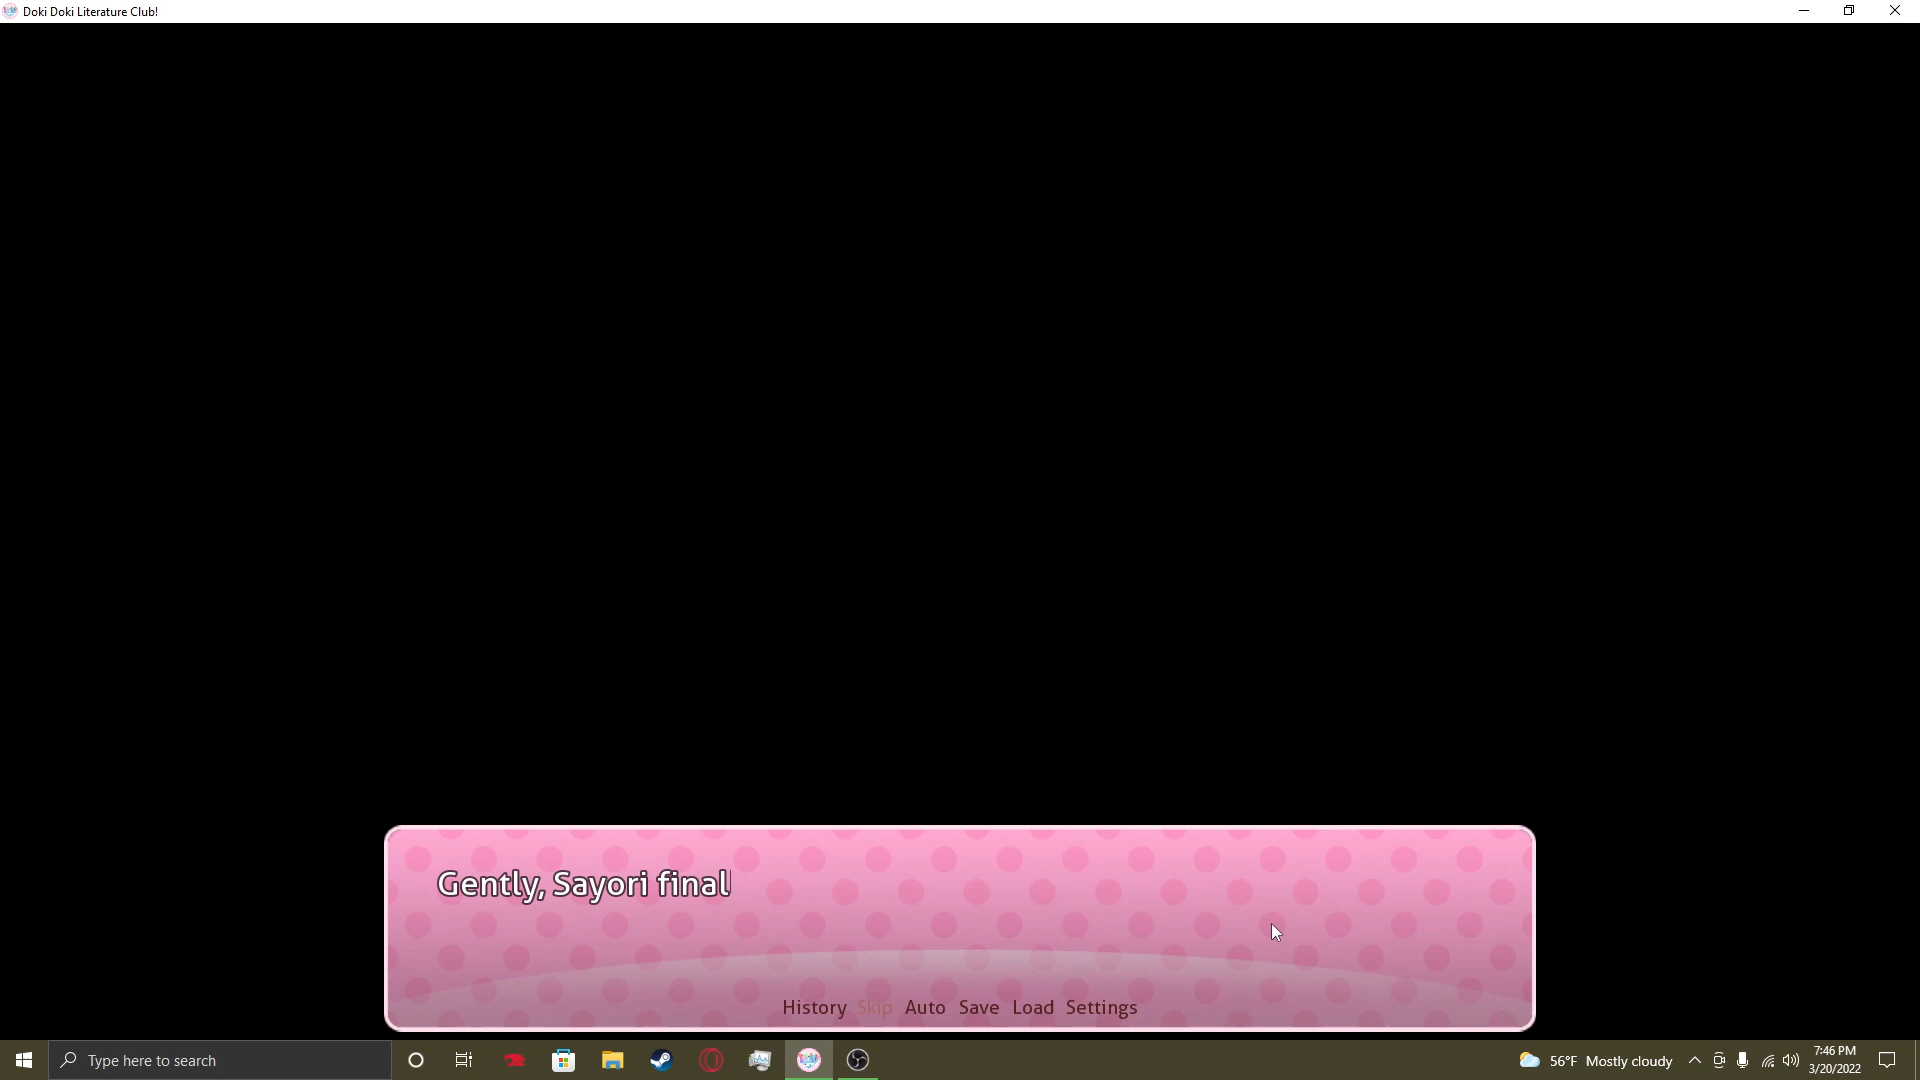 Doki Doki Literature Club!
Gently, Sayori final
History Skip Auto Save Load Settings
Type here to search
56°F Mostly cloudy
7:46 PM
3/20/2022